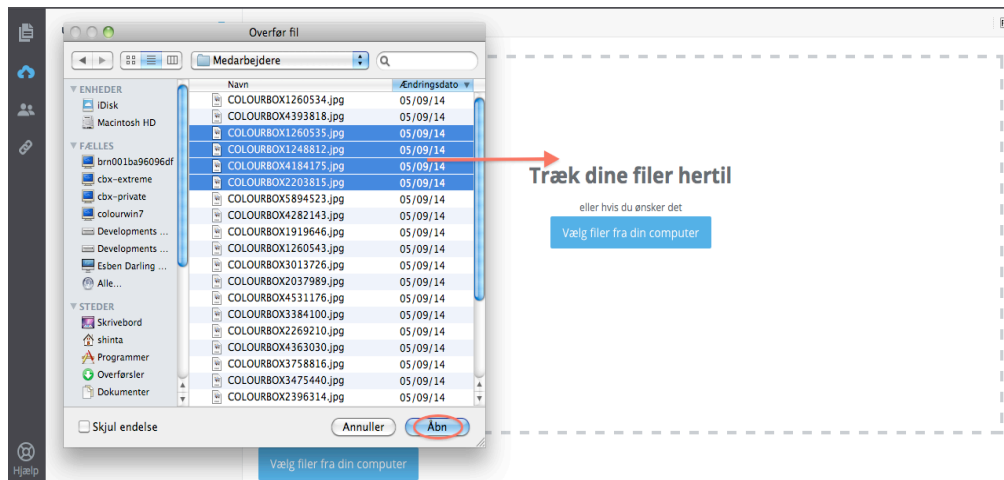 Overfør fil
Medarbejdere
Navn Ændringsdato
ENHEDER
iDisk
Macintosh HD
FÆLLES
brn001ba96096df
cbx-extreme
cbx-private
colourwin7
Developments ...
Developments ...
Esben Darling ...
Alle...
STEDER
Skrivebord
shinta
Programmer
Overførsler
Dokumenter
COLOURBOX1260534.jpg 05/09/14
COLOURBOX4393818.jpg 05/09/14
COLOURBOX1260535.jpg 05/09/14
COLOURBOX1248812.jpg 05/09/14
COLOURBOX4184175.jpg 05/09/14
COLOURBOX2203815.jpg 05/09/14
COLOURBOX5894523.jpg 05/09/14
COLOURBOX4282143.jpg 05/09/14
COLOURBOX1919646.jpg 05/09/14
COLOURBOX1260543.jpg 05/09/14
COLOURBOX3013726.jpg 05/09/14
COLOURBOX2037989.jpg 05/09/14
COLOURBOX4531176.jpg 05/09/14
COLOURBOX3384100.jpg 05/09/14
COLOURBOX2269210.jpg 05/09/14
COLOURBOX4363030.jpg 05/09/14
COLOURBOX3758816.jpg 05/09/14
COLOURBOX3475440.jpg 05/09/14
COLOURBOX2396314.jpg 05/09/14
Skjul endelse
Annuller
Åbn
Træk dine filer hertil
eller hvis du ønsker det
Vælg filer fra din computer
Vælg filer fra din computer
Hjælp